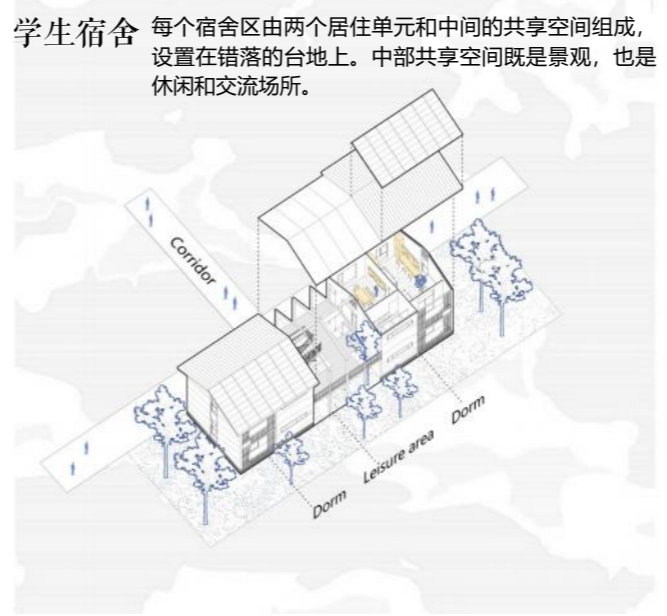 学生宿舍
每个宿舍区由两个居住单元和中间的共享空间组成，
设置在错落的台地上。中部共享空间既是景观，也是
休闲和交流场所。
Corridor
Dorm
Leisure area
Dorm